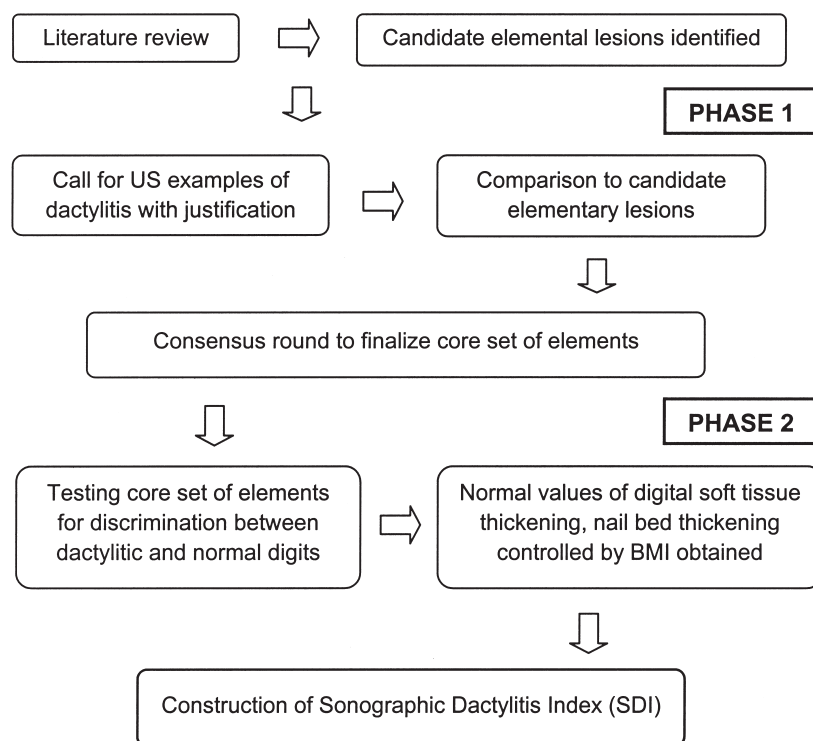 Literature review
Candidate elemental lesions identified
PHASE 1
Call for US examples of
dactylitis with justification
Comparison to candidate
elementary lesions
Consensus round to finalize core set of elements
PHASE 2
Testing core set of elements
for discrimination between
dactylitic and normal digits
Normal values of digital soft tissue
thickening, nail bed thickening
controlled by BMI obtained
Construction of Sonographic Dactylitis Index (SDI)